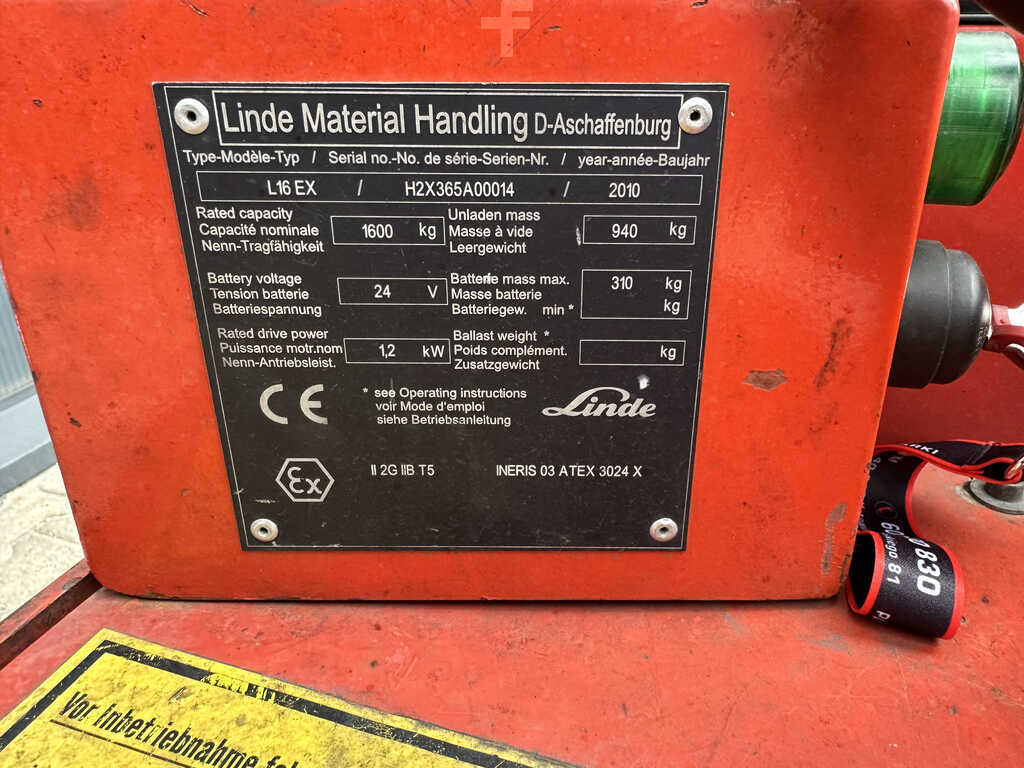 Linde Material Handling D-Aschaffenburg
Type-Modèle-Typ / Serial no.-No. de série-Serien-Nr. / year-année-Baujahr
L16 EX / H2X365A00014 / 2010
Rated capacity
Capacité nominale
Nenn-Tragfähigkeit
1600 kg
Unladen mass
Masse à vide
Leergewicht
940 kg
Battery voltage
Tension batterie
Batteriespannung
24 V
Batterie mass max.
Masse batterie
Batteriegew. min *
310 kg
kg
Rated drive power
Puissance motr.nom
Nenn-Antriebsleist.
1,2 kW
Ballast weight *
Poids complément.
Zusatzgewicht
kg
CE
* see Operating instructions
voir Mode d'emploi
siehe Betriebsanleitung
Linde
Ex
II 2G IIB T5
INERIS 03 ATEX 3024 X
830
81
Vor Inbetriebnahme